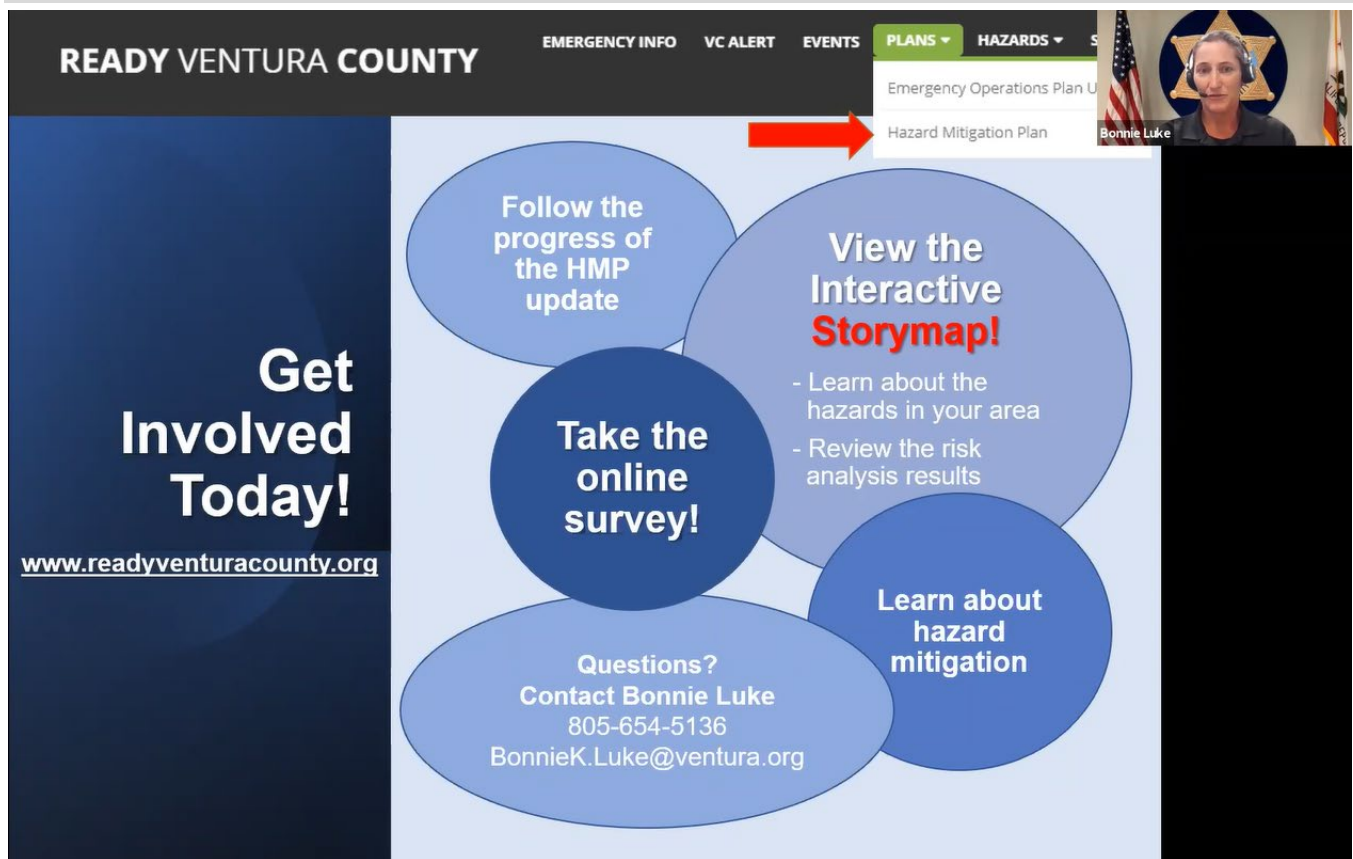 READY VENTURA COUNTY
EMERGENCY INFO VC ALERT EVENTS PLANS HAZARDS S
Emergency Operations Plan U
Hazard Mitigation Plan
Bonnie Luke
Get
Involved
Today!
www.readyventuracounty.org
Follow the
progress of
the HMP
update
View the
Interactive
Storymap!
- Learn about the
hazards in your area
- Review the risk
analysis results
Take the
online
survey!
Learn about
hazard
mitigation
Questions?
Contact Bonnie Luke
805-654-5136
BonnieK.Luke@ventura.org